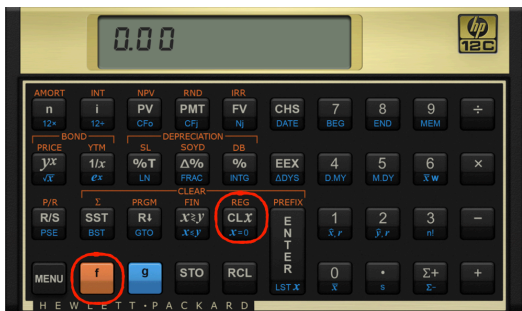 0.00
hp
12C
AMORT INT NPV RND IRR
n i PV PMT FV CHS 7 8 9 ÷
12× 12÷ CFo CFj Nj DATE BEG END MEM
BOND DEPRECIATION
PRICE YTM SL SOYD DB
yx 1/x %T Δ% % EEX 4 5 6 ×
√x ex LN FRAC INTG ΔDYS D.MY M.DY x̄ w
CLEAR
P/R Σ PRGM FIN REG PREFIX
R/S SST R↓ x≷y CLx ENTER 1 2 3 −
PSE BST GTO x≤y x=0 x̂,r ŷ,r n!
MENU f g STO RCL 0 • Σ+ +
LST x x̄ s Σ-
HEWLETT•PACKARD